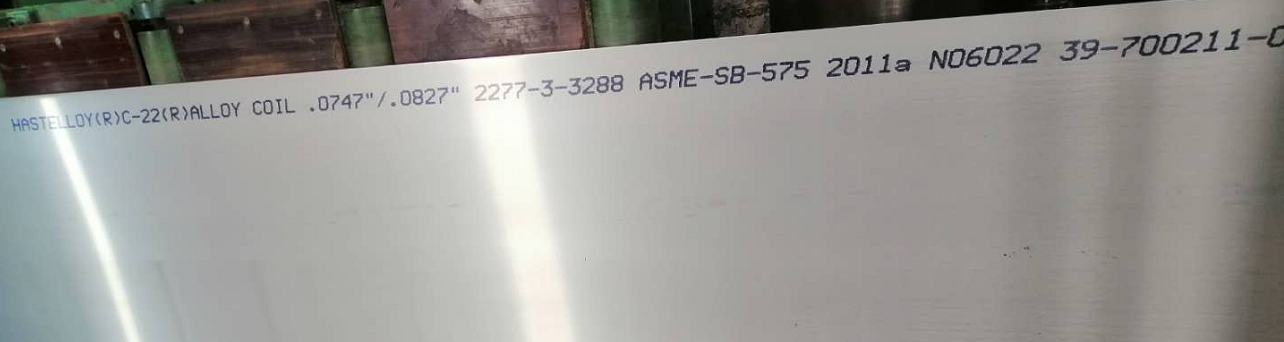 HASTELLOY(R)C-22(R)ALLOY COIL .0747"/.0827" 2277-3-3288 ASME-SB-575 2011a N06022 39-700211-